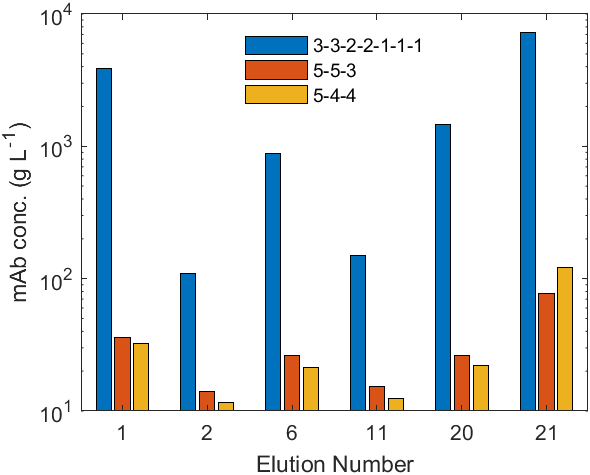 10^4
10^3
10^2
10^1
mAb conc. (g L^-1)
3-3-2-2-1-1-1
5-5-3
5-4-4
1 2 6 11 20 21
Elution Number